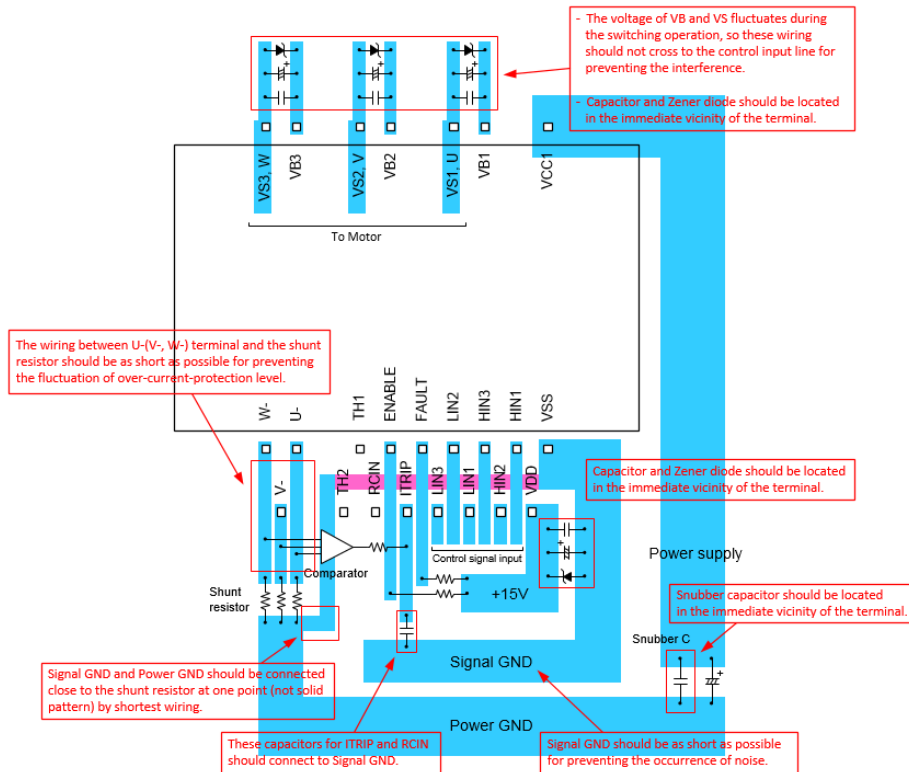 - The voltage of VB and VS fluctuates during
the switching operation, so these wiring
should not cross to the control input line for
preventing the interference.
- Capacitor and Zener diode should be located
in the immediate vicinity of the terminal.
VS3, W
VB3
VS2, V
VB2
VS1, U
VB1
VCC1
To Motor
The wiring between U-(V-, W-) terminal and the shunt
resistor should be as short as possible for preventing
the fluctuation of over-current-protection level.
W-
U-
TH1
ENABLE
FAULT
LIN2
HIN3
HIN1
VSS
V-
TH2
RCIN
ITRIP
LIN3
LIN1
HIN2
VDD
Capacitor and Zener diode should be located
in the immediate vicinity of the terminal.
+
+
+
+
Control signal input
Comparator
Power supply
Shunt
resistor
+15V
Snubber capacitor should be located
in the immediate vicinity of the terminal.
Snubber C
+
Signal GND
Signal GND and Power GND should be connected
close to the shunt resistor at one point (not solid
pattern) by shortest wiring.
Power GND
These capacitors for ITRIP and RCIN
should connect to Signal GND.
Signal GND should be as short as possible
for preventing the occurrence of noise.